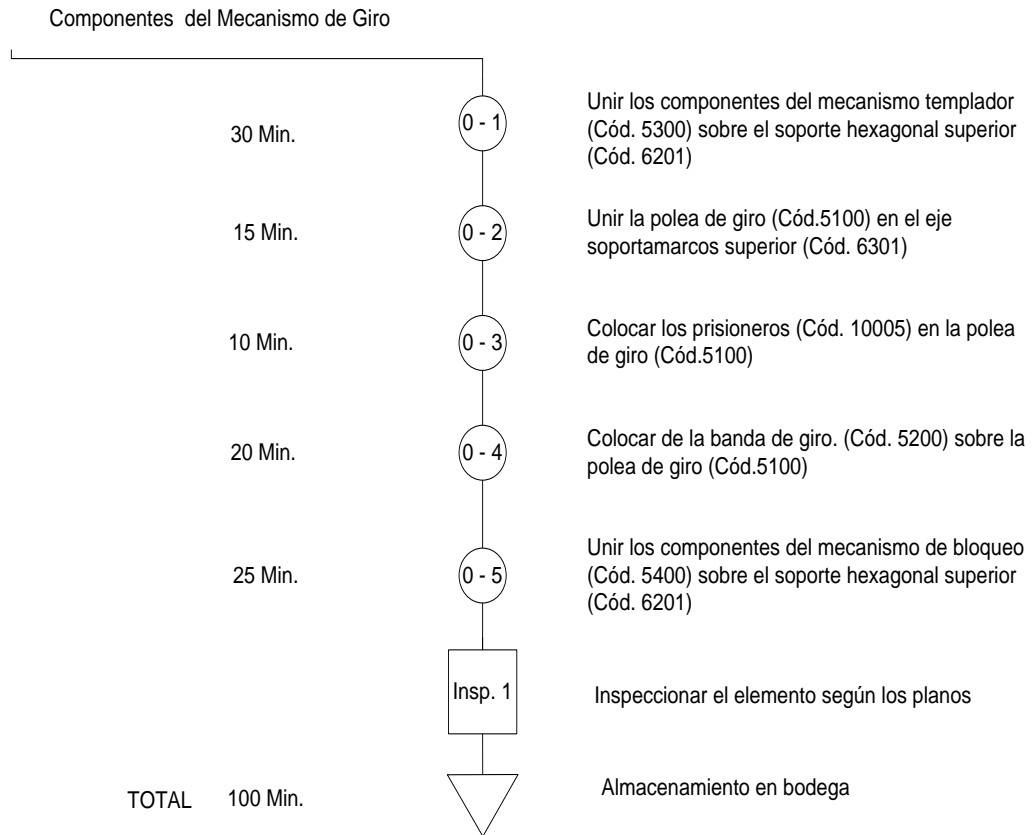 Componentes  del Mecanismo de Giro
30 Min.
0 - 1
Unir los componentes del mecanismo templador
(Cód. 5300) sobre el soporte hexagonal superior
(Cód. 6201)
15 Min.
0 - 2
Unir la polea de giro (Cód.5100) en el eje
soportamarcos superior (Cód. 6301)
10 Min.
0 - 3
Colocar los prisioneros (Cód. 10005) en la polea
de giro (Cód.5100)
20 Min.
0 - 4
Colocar de la banda de giro. (Cód. 5200) sobre la
polea de giro (Cód.5100)
25 Min.
0 - 5
Unir los componentes del mecanismo de bloqueo
(Cód. 5400) sobre el soporte hexagonal superior
(Cód. 6201)
Insp. 1
Inspeccionar el elemento según los planos
TOTAL 100 Min.
Almacenamiento en bodega